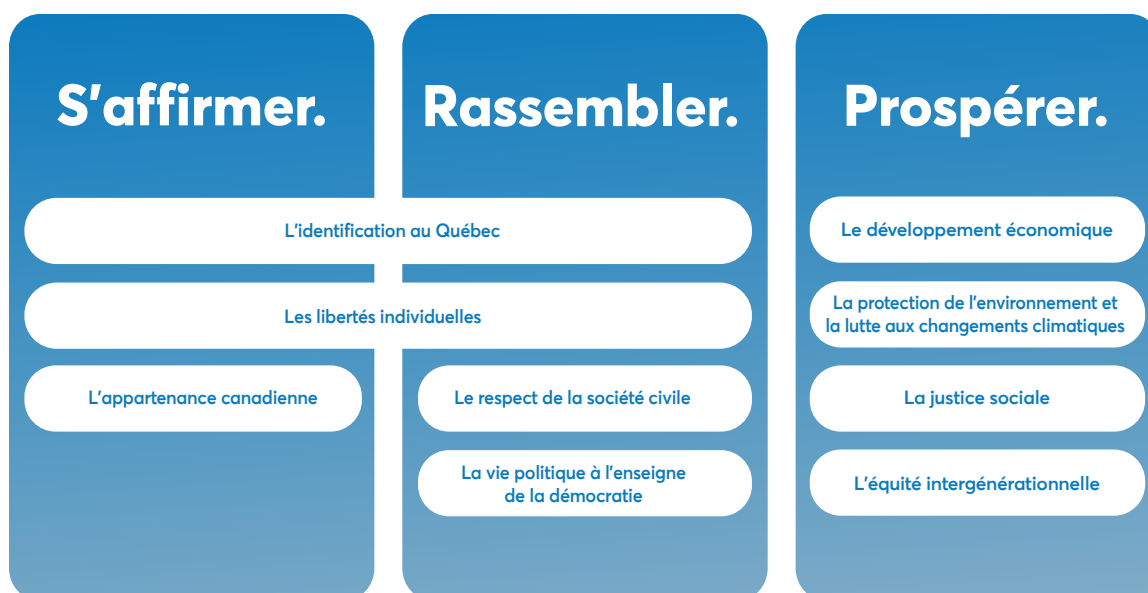 S'affirmer.
Rassembler.
Prospérer.
L'identification au Québec
Les libertés individuelles
L'appartenance canadienne
Le respect de la société civile
La vie politique à l'enseigne
de la démocratie
Le développement économique
La protection de l'environnement et
la lutte aux changements climatiques
La justice sociale
L'équité intergénérationnelle